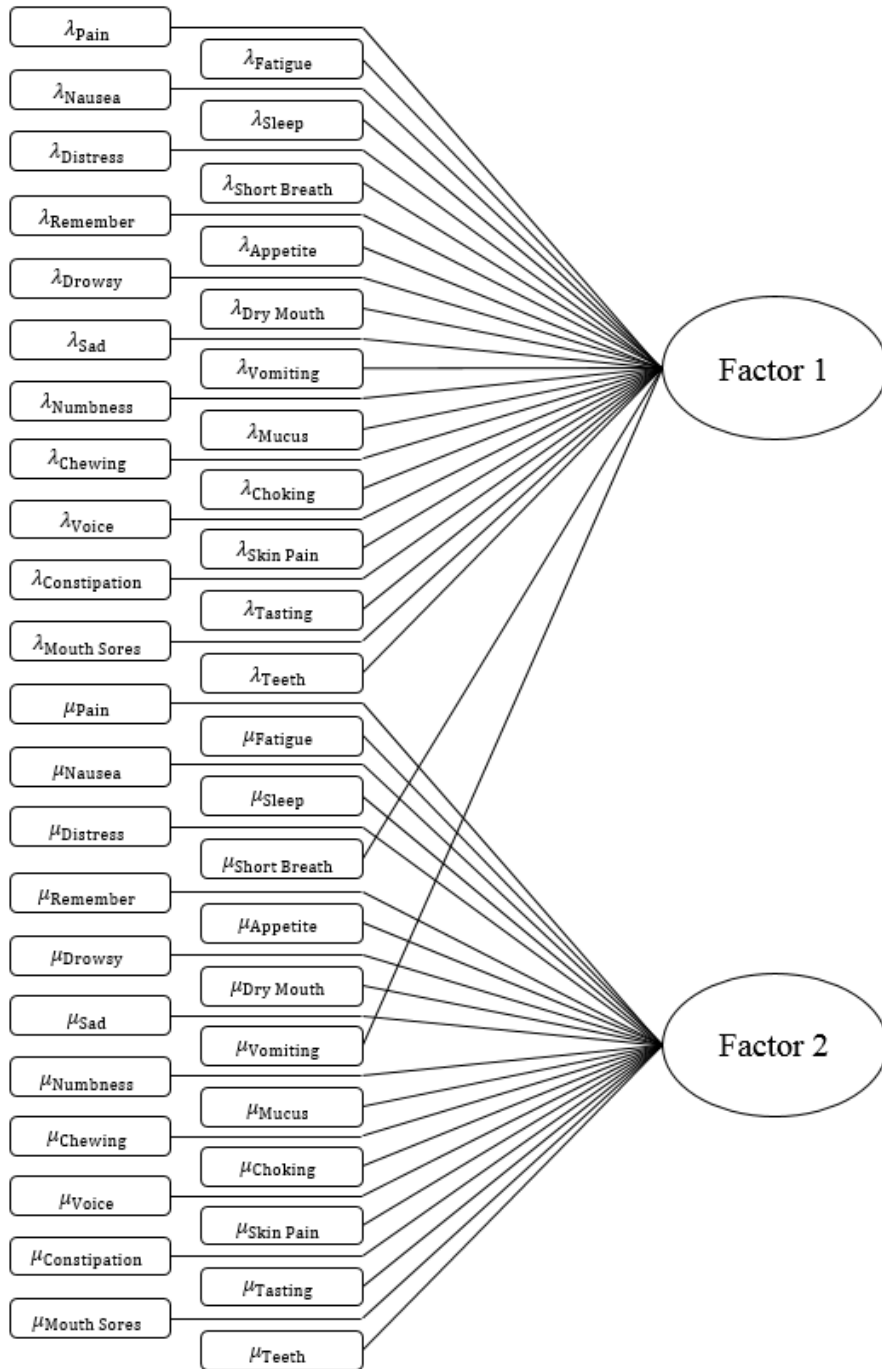 λPain
λFatigue
λNausea
λSleep
λDistress
λShort Breath
λRemember
λAppetite
λDrowsy
λDry Mouth
λSad
λVomiting
λNumbness
λMucus
λChewing
λChoking
λVoice
λSkin Pain
λConstipation
λTasting
λMouth Sores
λTeeth
Factor 1
μPain
μFatigue
μNausea
μSleep
μDistress
μShort Breath
μRemember
μAppetite
μDrowsy
μDry Mouth
μSad
μVomiting
μNumbness
μMucus
μChewing
μChoking
μVoice
μSkin Pain
μConstipation
μTasting
μMouth Sores
μTeeth
Factor 2